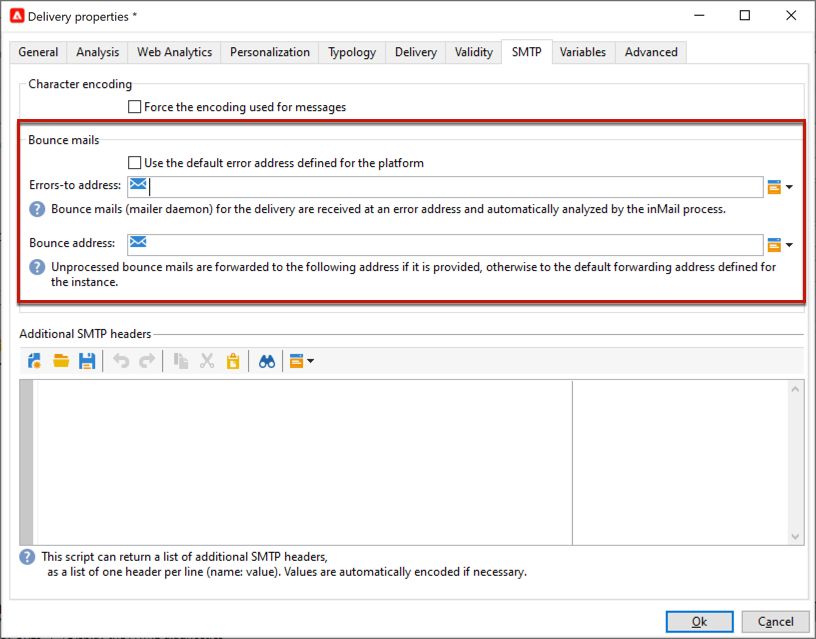 Delivery properties *
General Analysis Web Analytics Personalization Typology Delivery Validity SMTP Variables Advanced
Character encoding
Force the encoding used for messages
Bounce mails
Use the default error address defined for the platform
Errors-to address:
? Bounce mails (mailer daemon) for the delivery are received at an error address and automatically analyzed by the inMail process.
Bounce address:
? Unprocessed bounce mails are forwarded to the following address if it is provided, otherwise to the default forwarding address defined for
the instance.
Additional SMTP headers
? This script can return a list of additional SMTP headers,
as a list of one header per line (name: value). Values are automatically encoded if necessary.
Ok Cancel